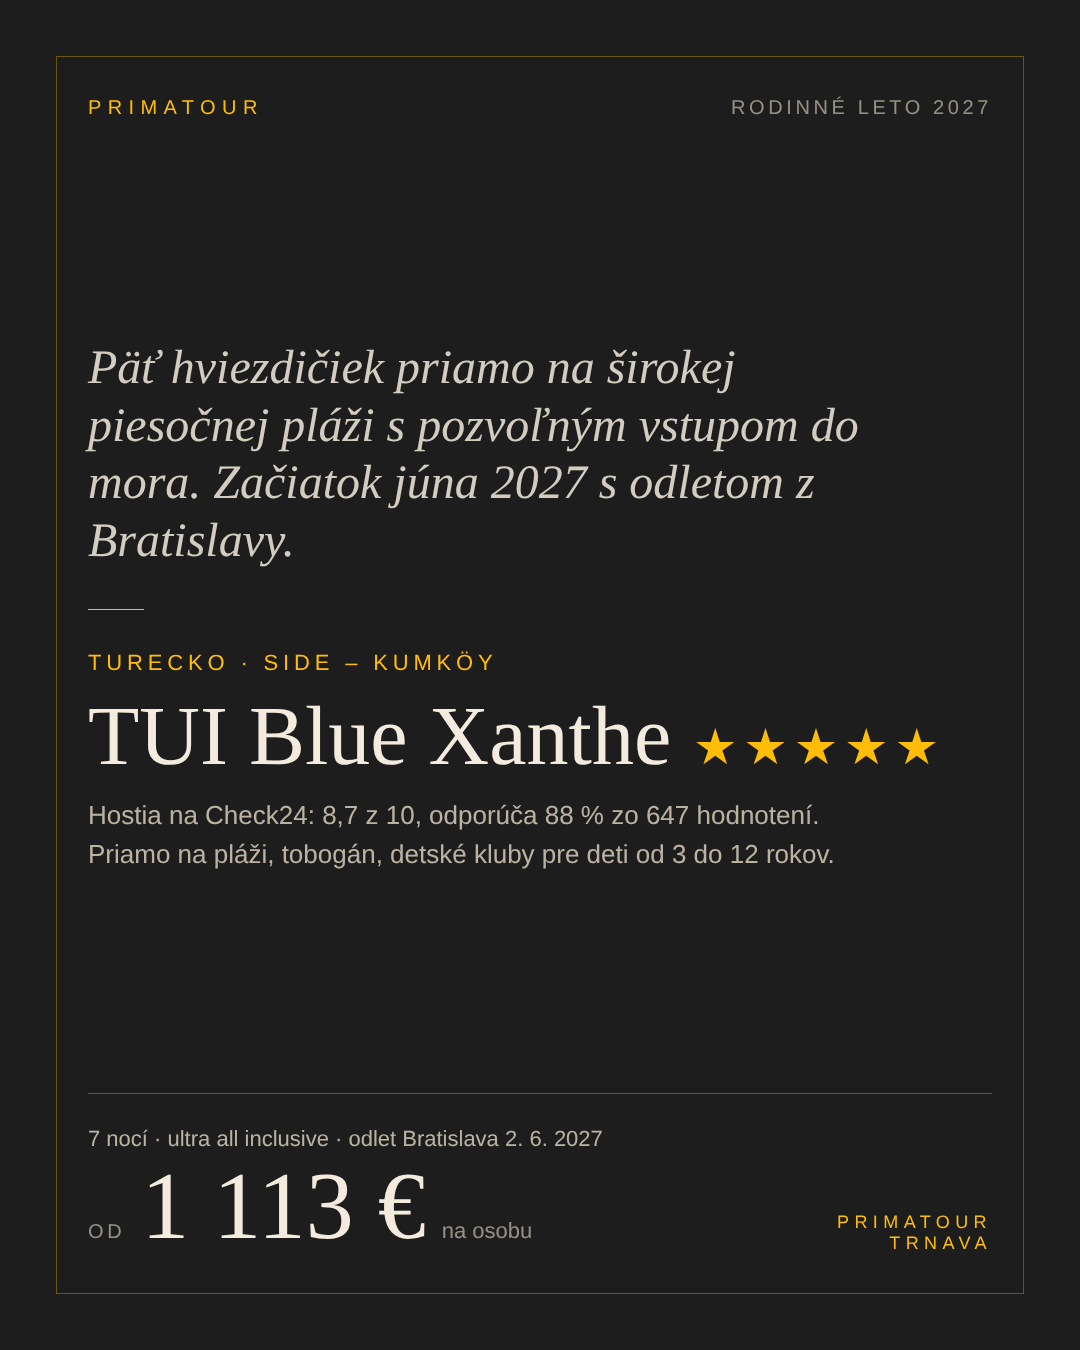 PRIMATOUR
RODINNÉ LETO 2027
Päť hviezdičiek priamo na širokej
piesočnej pláži s pozvoľným vstupom do
mora. Začiatok júna 2027 s odletom z
Bratislavy.
TURECKO · SIDE – KUMKÖY
TUI Blue Xanthe ★★★★★
Hostia na Check24: 8,7 z 10, odporúča 88 % zo 647 hodnotení.
Priamo na pláži, tobogán, detské kluby pre deti od 3 do 12 rokov.
7 nocí · ultra all inclusive · odlet Bratislava 2. 6. 2027
OD 1 113 € na osobu
PRIMATOUR
TRNAVA